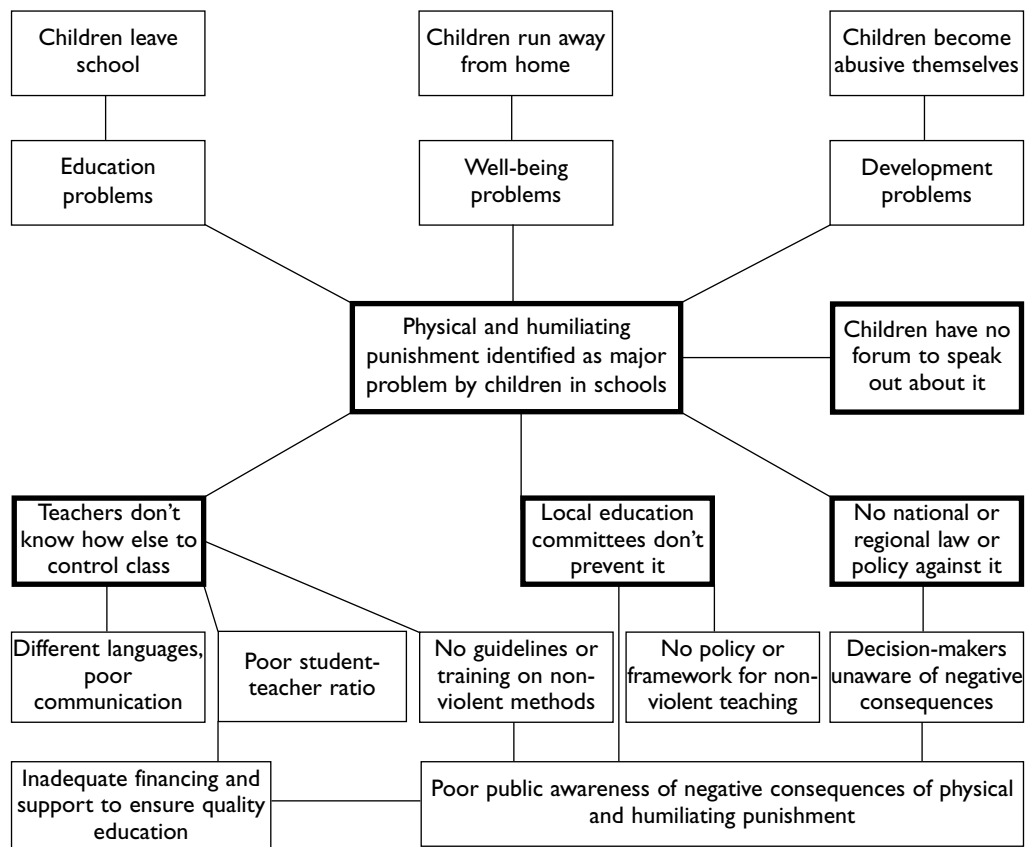 Children leave
school
Children run away
from home
Children become
abusive themselves
Education
problems
Well-being
problems
Development
problems
Physical and humiliating
punishment identified as major
problem by children in schools
Children have no
forum to speak
out about it
Teachers don't
know how else to
control class
Local education
committees don't
prevent it
No national or
regional law or
policy against it
Different languages,
poor
communication
Poor student-
teacher ratio
No guidelines or
training on non-
violent methods
No policy or
framework for non-
violent teaching
Decision-makers
unaware of negative
consequences
Inadequate financing and
support to ensure quality
education
Poor public awareness of negative consequences of physical
and humiliating punishment